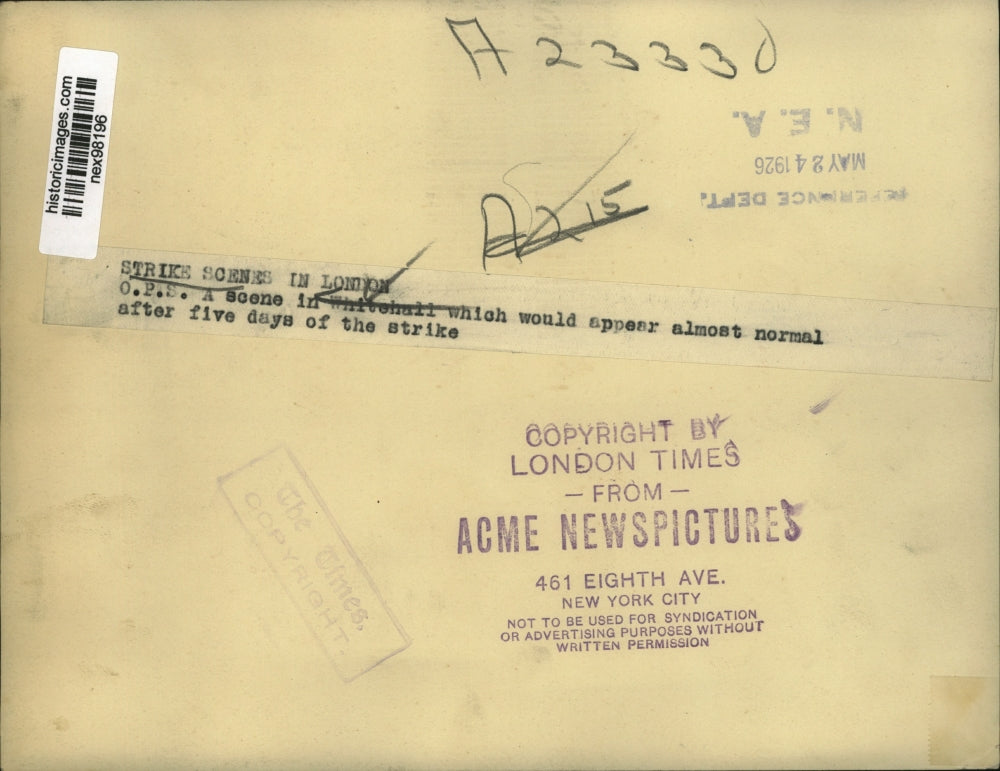 A 23330
N. E. A.
MAY 24 1926
REFERENCE DEPT.
historicimages.com
nex98196
A 15
STRIKE SCENES IN LONDON
O.P.S. A scene in Whitehall which would appear almost normal
after five days of the strike
COPYRIGHT BY
LONDON TIMES
— FROM —
ACME NEWSPICTURES
461 EIGHTH AVE.
NEW YORK CITY
NOT TO BE USED FOR SYNDICATION
OR ADVERTISING PURPOSES WITHOUT
WRITTEN PERMISSION
The Times,
COPYRIGHT